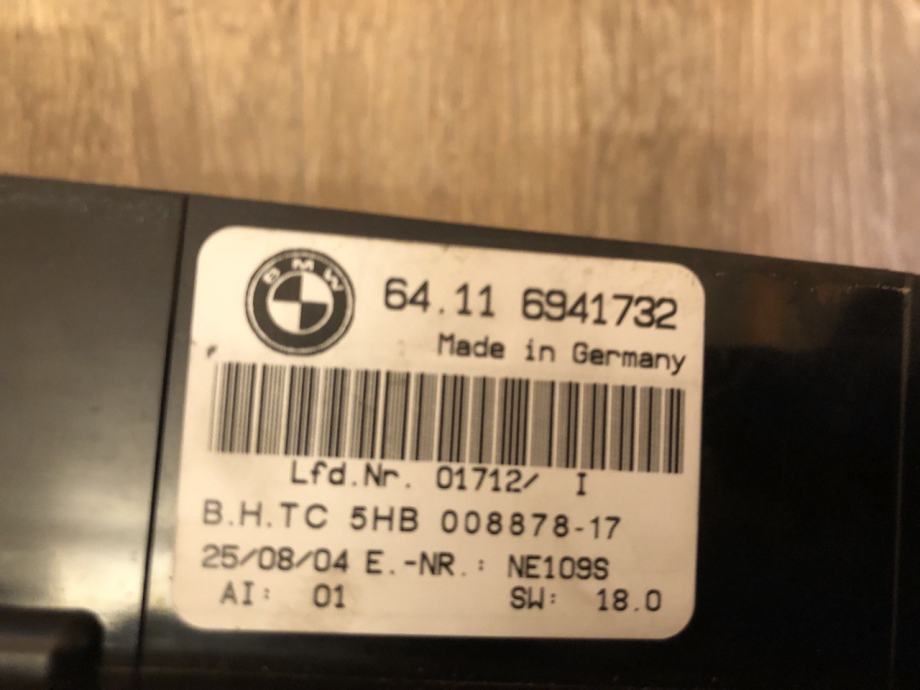 BMW
64.11 6941732
Made in Germany
Lfd.Nr. 01712/ I
B.H.TC 5HB 008878-17
25/08/04 E.-NR.: NE109S
AI: 01 SW: 18.0